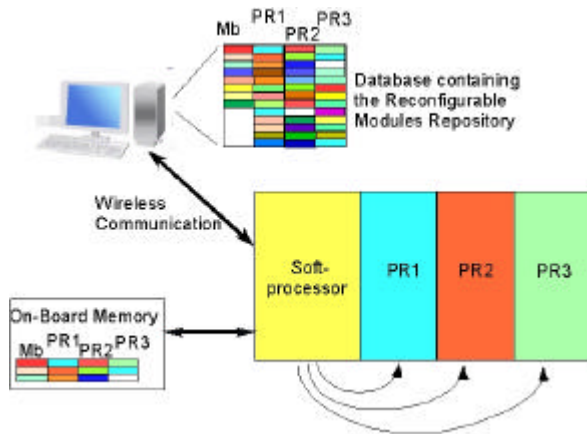 Mb PR1 PR2 PR3
Database containing
the Reconfigurable
Modules Repository
Wireless
Communication
Soft-
processor
PR1
PR2
PR3
On-Board Memory
Mb PR1 PR2 PR3